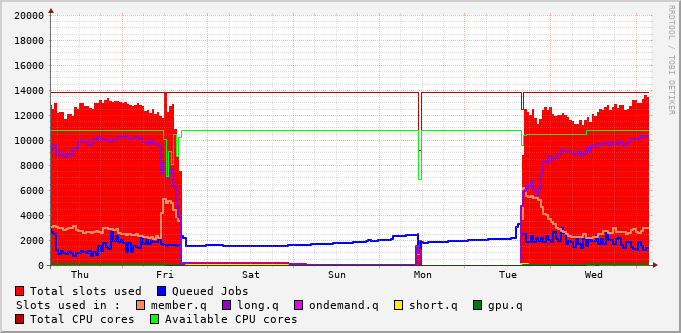 RRDTOOL / TOBI OETIKER
20000
18000
16000
14000
12000
10000
8000
6000
4000
2000
0
Thu Fri Sat Sun Mon Tue Wed
Total slots used Queued Jobs
Slots used in : member.q long.q ondemand.q short.q gpu.q
Total CPU cores Available CPU cores